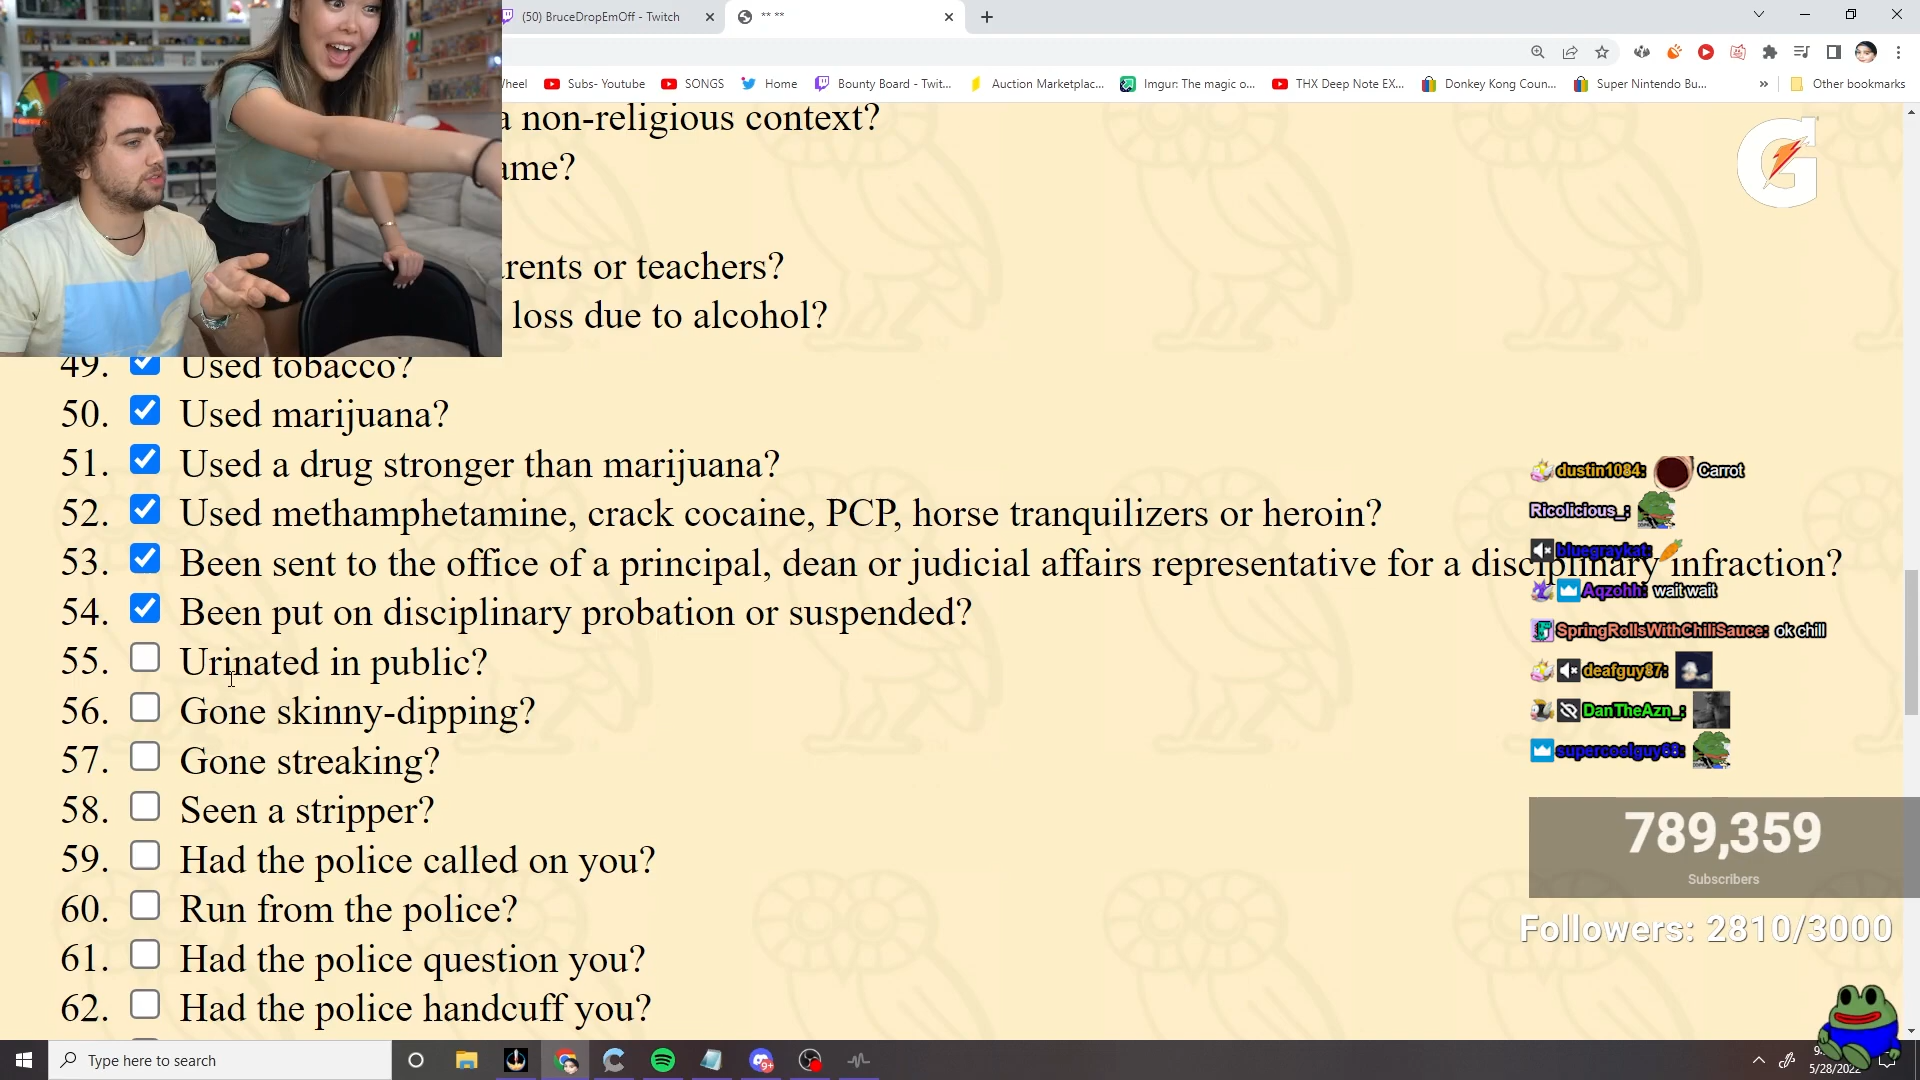 (50) BruceDropEmOff - Twitch
** **
Wheel
Subs- Youtube
SONGS
Home
Bounty Board - Twit...
Auction Marketplac...
Imgur: The magic o...
THX Deep Note EX...
Donkey Kong Coun...
Super Nintendo Bu...
»
Other bookmarks
a non-religious context?
ame?
rents or teachers?
loss due to alcohol?
49. Used tobacco?
50. Used marijuana?
51. Used a drug stronger than marijuana?
52. Used methamphetamine, crack cocaine, PCP, horse tranquilizers or heroin?
53. Been sent to the office of a principal, dean or judicial affairs representative for a disciplinary infraction?
54. Been put on disciplinary probation or suspended?
55. Urinated in public?
56. Gone skinny-dipping?
57. Gone streaking?
58. Seen a stripper?
59. Had the police called on you?
60. Run from the police?
61. Had the police question you?
62. Had the police handcuff you?
G
dustin1084: Carrot
Ricolicious_:
bluegraykat:
Aqzohh: wait wait
SpringRollsWithChiliSauce: ok chill
deafguy87:
DanTheAzn_:
supercoolguy68:
789,359
Subscribers
Followers: 2810/3000
Type here to search
9+